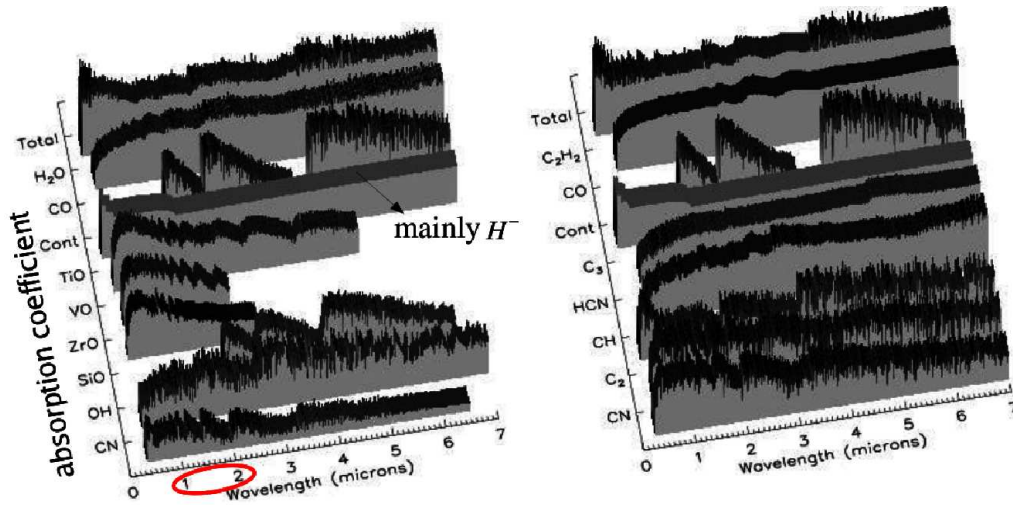 absorption coefficient
Total
H₂O
CO
Cont
TiO
VO
ZrO
SiO
OH
CN
0 1 2 3 4 5 6 7
Wavelength (microns)
mainly H⁻
Total
C₂H₂
CO
Cont
C₃
HCN
CH
C₂
CN
0 1 2 3 4 5 6 7
Wavelength (microns)